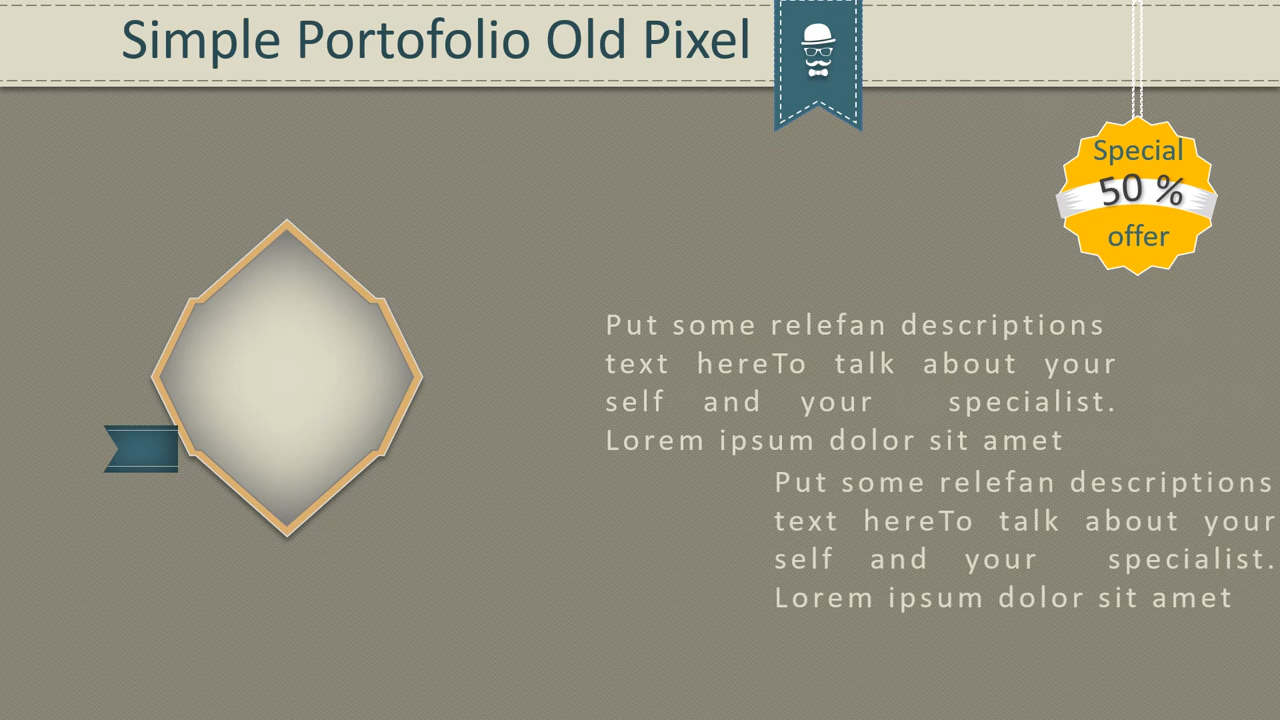 Simple Portofolio Old Pixel
Special
50 %
offer
Put some relefan descriptions
text hereTo talk about your
self and your specialist.
Lorem ipsum dolor sit amet
Put some relefan descriptions
text hereTo talk about your
self and your specialist.
Lorem ipsum dolor sit amet